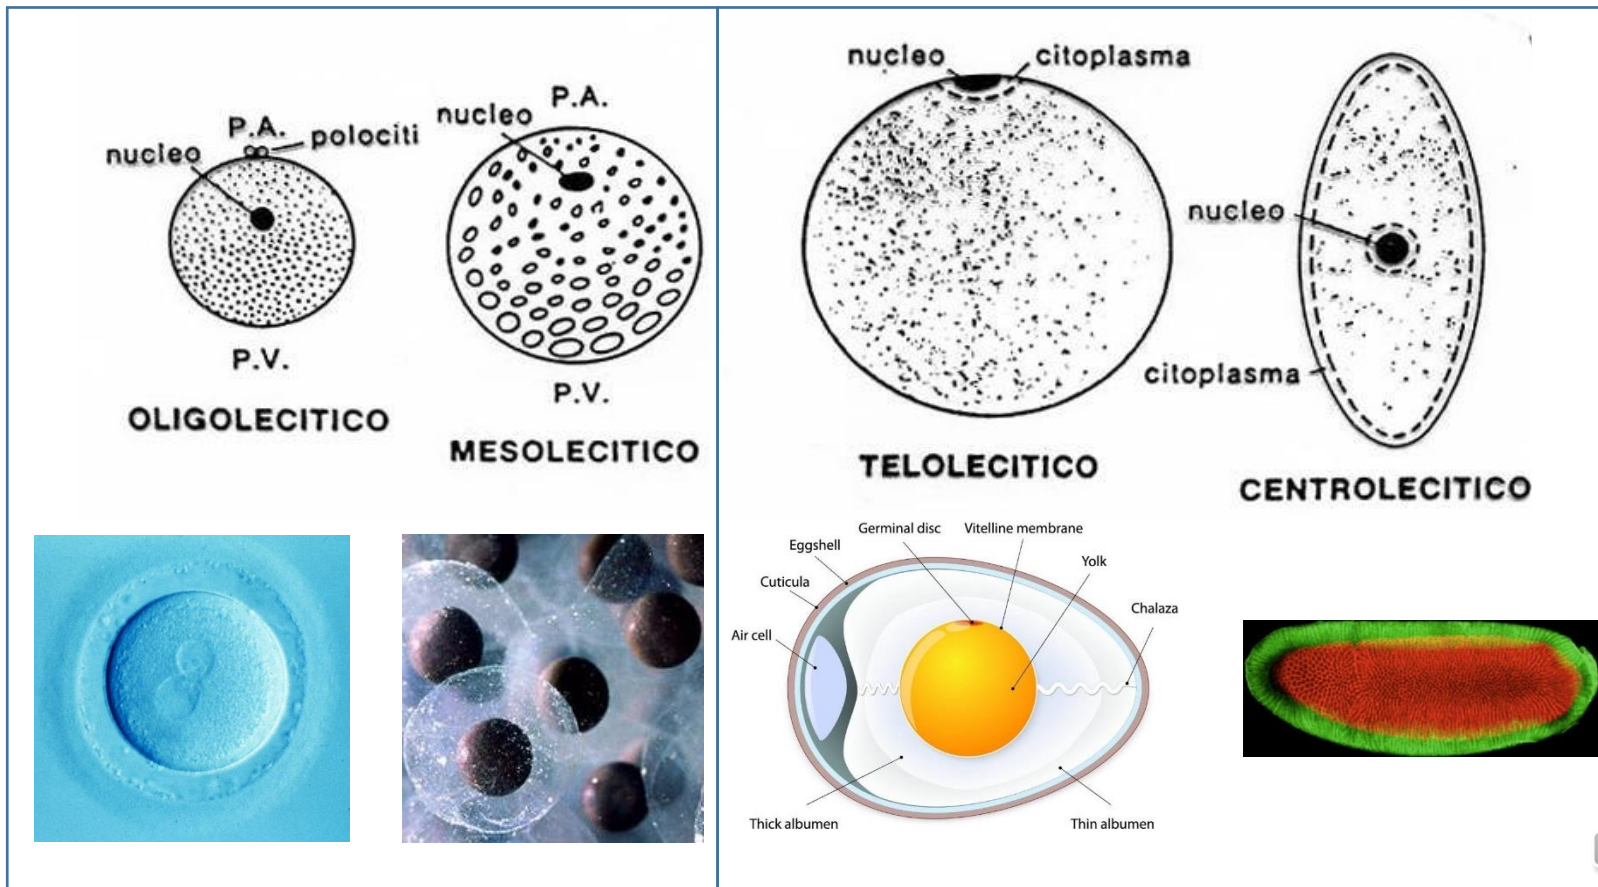 P.A.
polociti
nucleo
P.V.
OLIGOLECITICO
P.A.
nucleo
P.V.
MESOLECITICO
nucleo
citoplasma
TELOLECITICO
nucleo
citoplasma
CENTROLECITICO
Germinal disc
Vitelline membrane
Eggshell
Yolk
Cuticula
Chalaza
Air cell
Thick albumen
Thin albumen